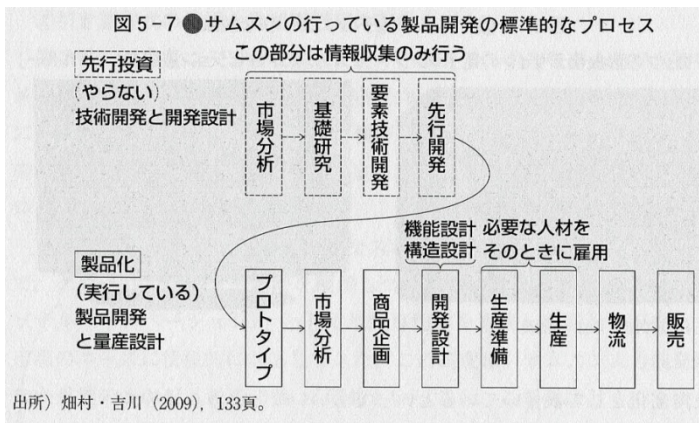 図5-7●サムスンの行っている製品開発の標準的なプロセス
この部分は情報収集のみ行う
先行投資
(やらない)
技術開発と開発設計
市場分析
基礎研究
要素技術開発
先行開発
機能設計
構造設計
必要な人材を
そのときに雇用
製品化
(実行している)
製品開発
と量産設計
プロトタイプ
市場分析
商品企画
開発設計
生産準備
生産
物流
販売
出所）畑村・吉川(2009)，133頁。